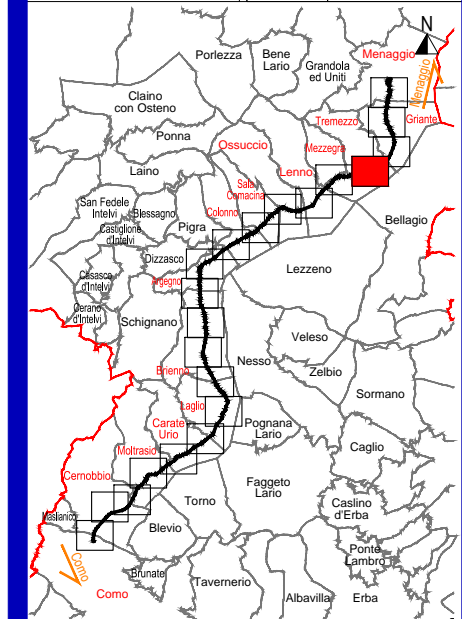 N
Menaggio
Porlezza
Bene
Lario
Grandola
ed Uniti
Menaggio
Claino
con Osteno
Tremezzo
Griante
Ponna
Ossuccio
Mezzegra
Laino
Lenno
Sala
Comacina
San Fedele
Intelvi
Blessagno
Colonno
Bellagio
Castiglione
d'Intelvi
Pigra
Dizzasco
Lezzeno
Casasco
d'Intelvi
Argegno
Cerano
d'Intelvi
Schignano
Veleso
Nesso
Zelbio
Brienno
Sormano
Laglio
Carate
Urio
Pognana
Lario
Caglio
Moltrasio
Cernobbio
Faggeto
Lario
Torno
Caslino
d'Erba
Maslianico
Blevio
Ponte
Lambro
Como
Brunate
Tavernerio
Como
Albavilla
Erba